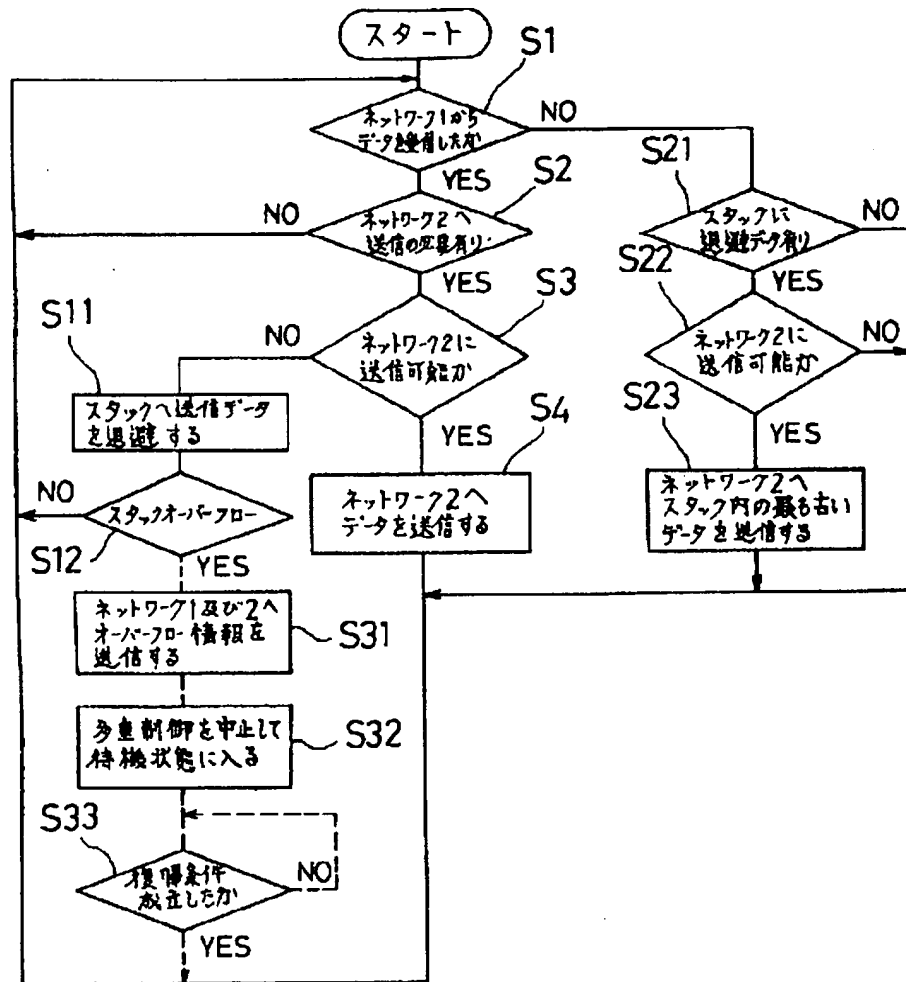 スタート
S1
ネットワーク1から
データを受信したか
NO
YES
S2
ネットワーク2へ
送信の必要有り
NO
YES
S3
ネットワーク2に
送信可能か
NO
YES
S4
ネットワーク2へ
データを送信する
S11
スタックへ送信データ
を退避する
S12
スタックオーバーフロー
NO
YES
S31
ネットワーク1及び2へ
オーバーフロー情報を
送信する
S32
多重制御を中止して
待機状態に入る
S33
復帰条件
成立したか
NO
YES
S21
スタックに
退避データ有り
NO
YES
S22
ネットワーク2に
送信可能か
NO
YES
S23
ネットワーク2へ
スタック内の最も古い
データを送信する